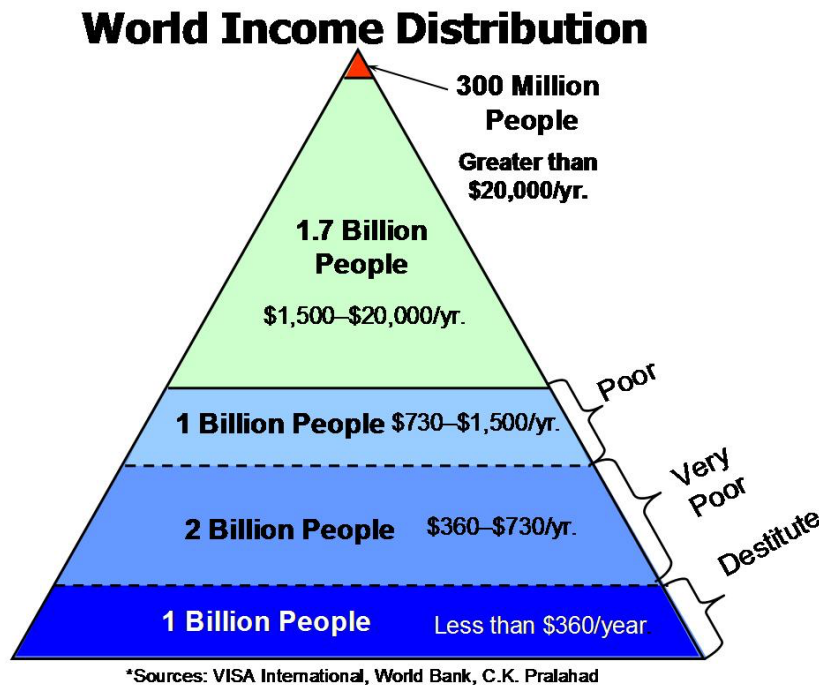 World Income Distribution
300 Million
People
Greater than
$20,000/yr.
1.7 Billion
People
$1,500–$20,000/yr.
Poor
1 Billion People $730–$1,500/yr.
Very
Poor
2 Billion People $360–$730/yr.
Destitute
1 Billion People Less than $360/year.
*Sources: VISA International, World Bank, C.K. Pralahad